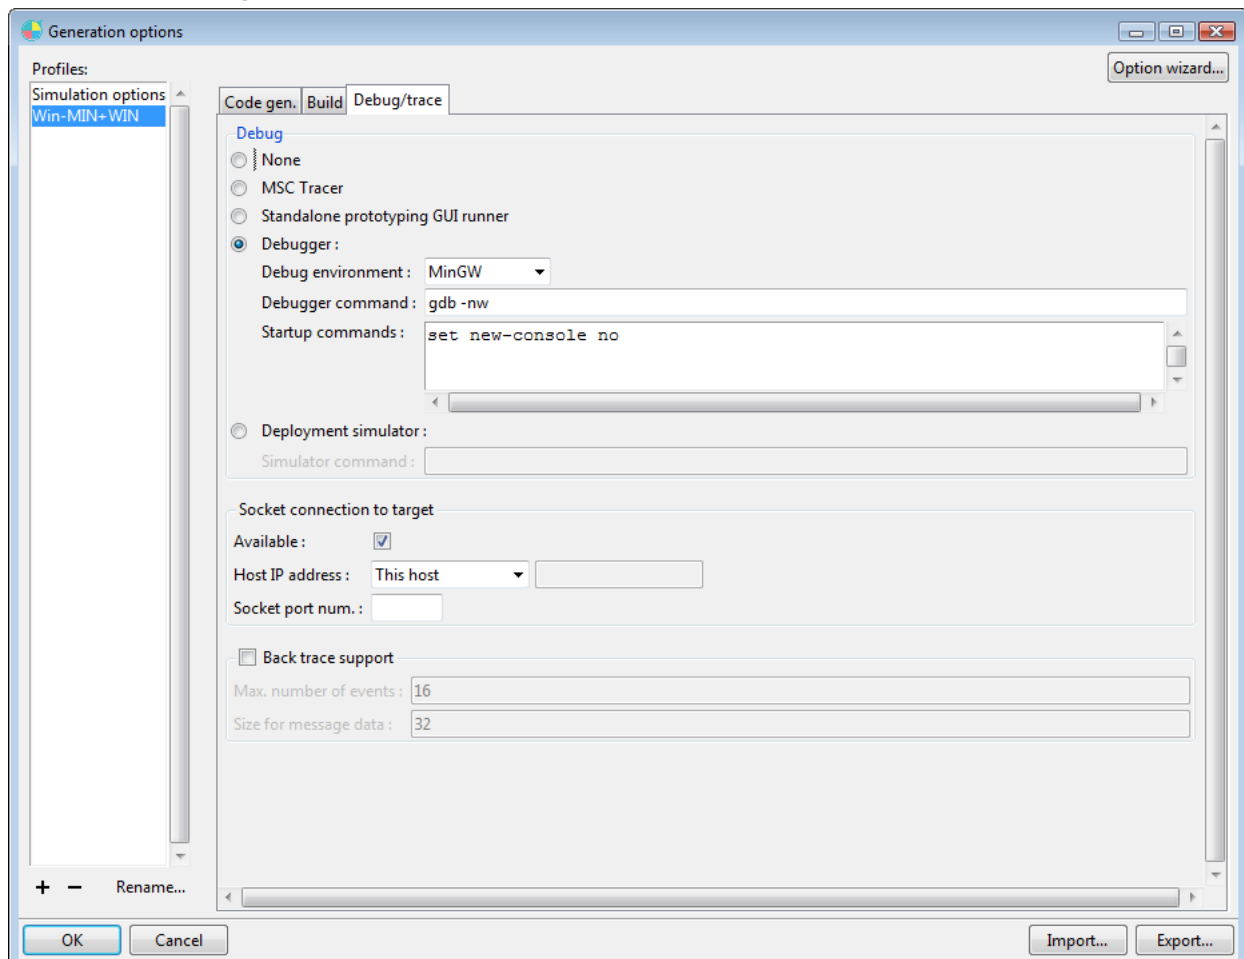 Generation options
Profiles:
Option wizard...
Simulation options
Win-MIN+WIN
Code gen. Build Debug/trace
Debug
None
MSC Tracer
Standalone prototyping GUI runner
Debugger :
Debug environment : MinGW
Debugger command : gdb -nw
Startup commands : set new-console no
Deployment simulator :
Simulator command :
Socket connection to target
Available :
Host IP address : This host
Socket port num. :
Back trace support
Max. number of events : 16
Size for message data : 32
+ − Rename...
OK Cancel Import... Export...